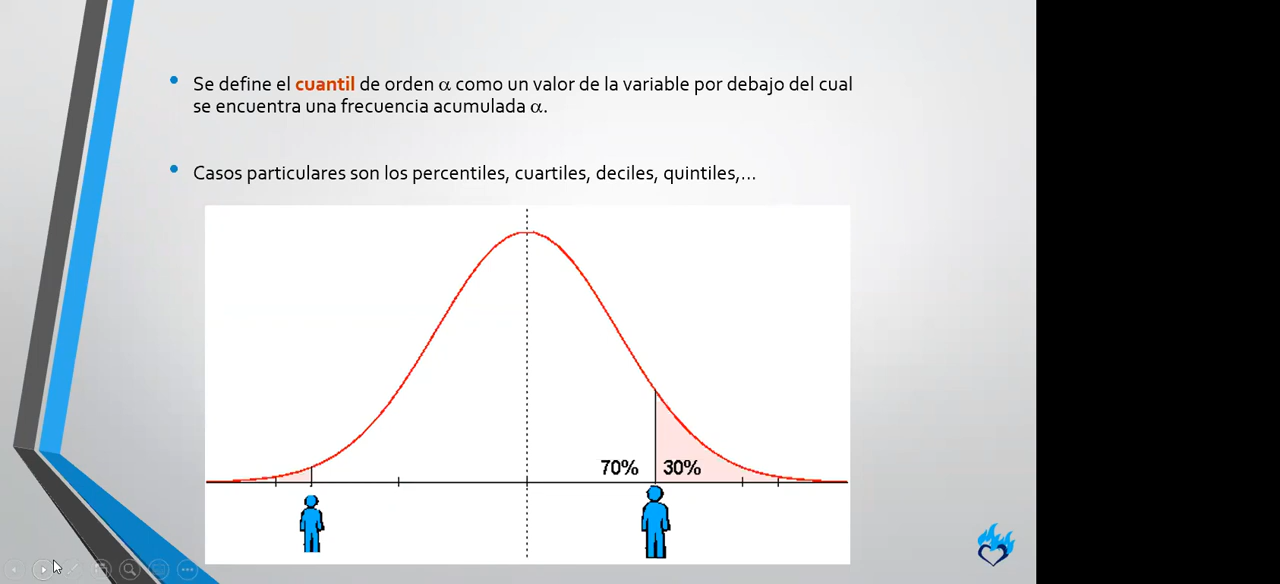 Se define el cuantil de orden α como un valor de la variable por debajo del cual
se encuentra una frecuencia acumulada α.
Casos particulares son los percentiles, cuartiles, deciles, quintiles,...
70% 30%